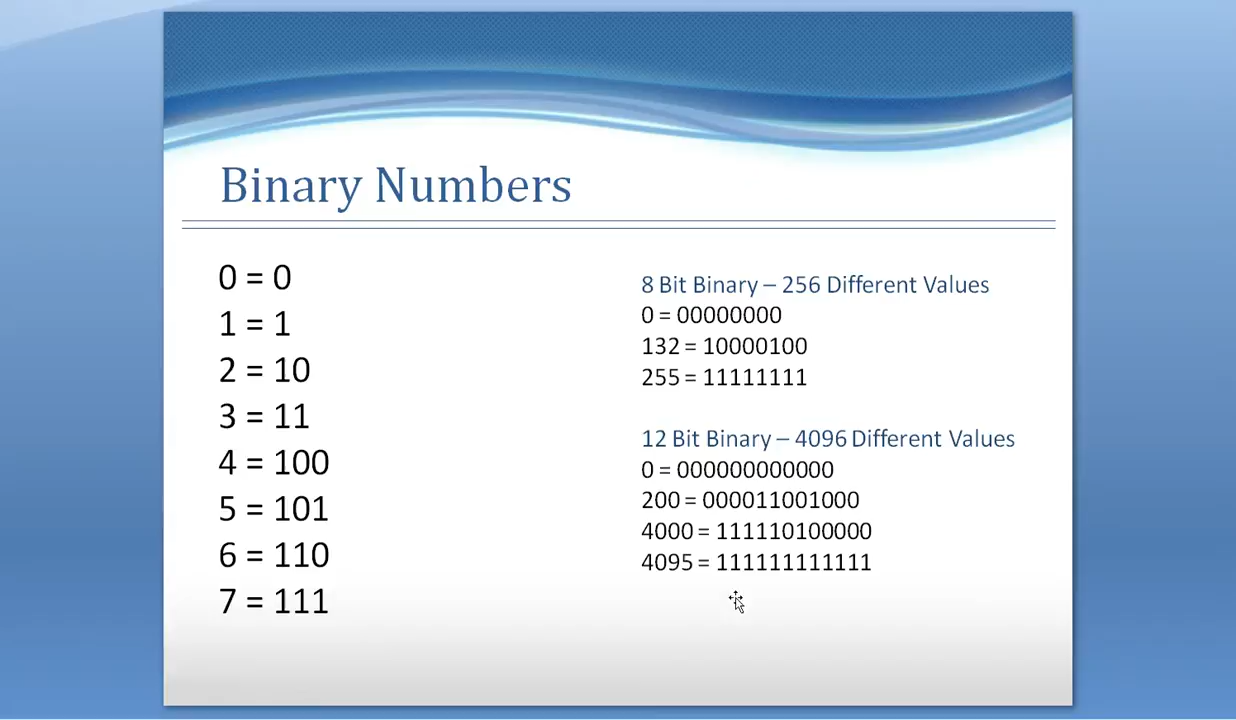 Binary Numbers
0 = 0
1 = 1
2 = 10
3 = 11
4 = 100
5 = 101
6 = 110
7 = 111
8 Bit Binary – 256 Different Values
0 = 00000000
132 = 10000100
255 = 11111111
12 Bit Binary – 4096 Different Values
0 = 000000000000
200 = 000011001000
4000 = 111110100000
4095 = 111111111111